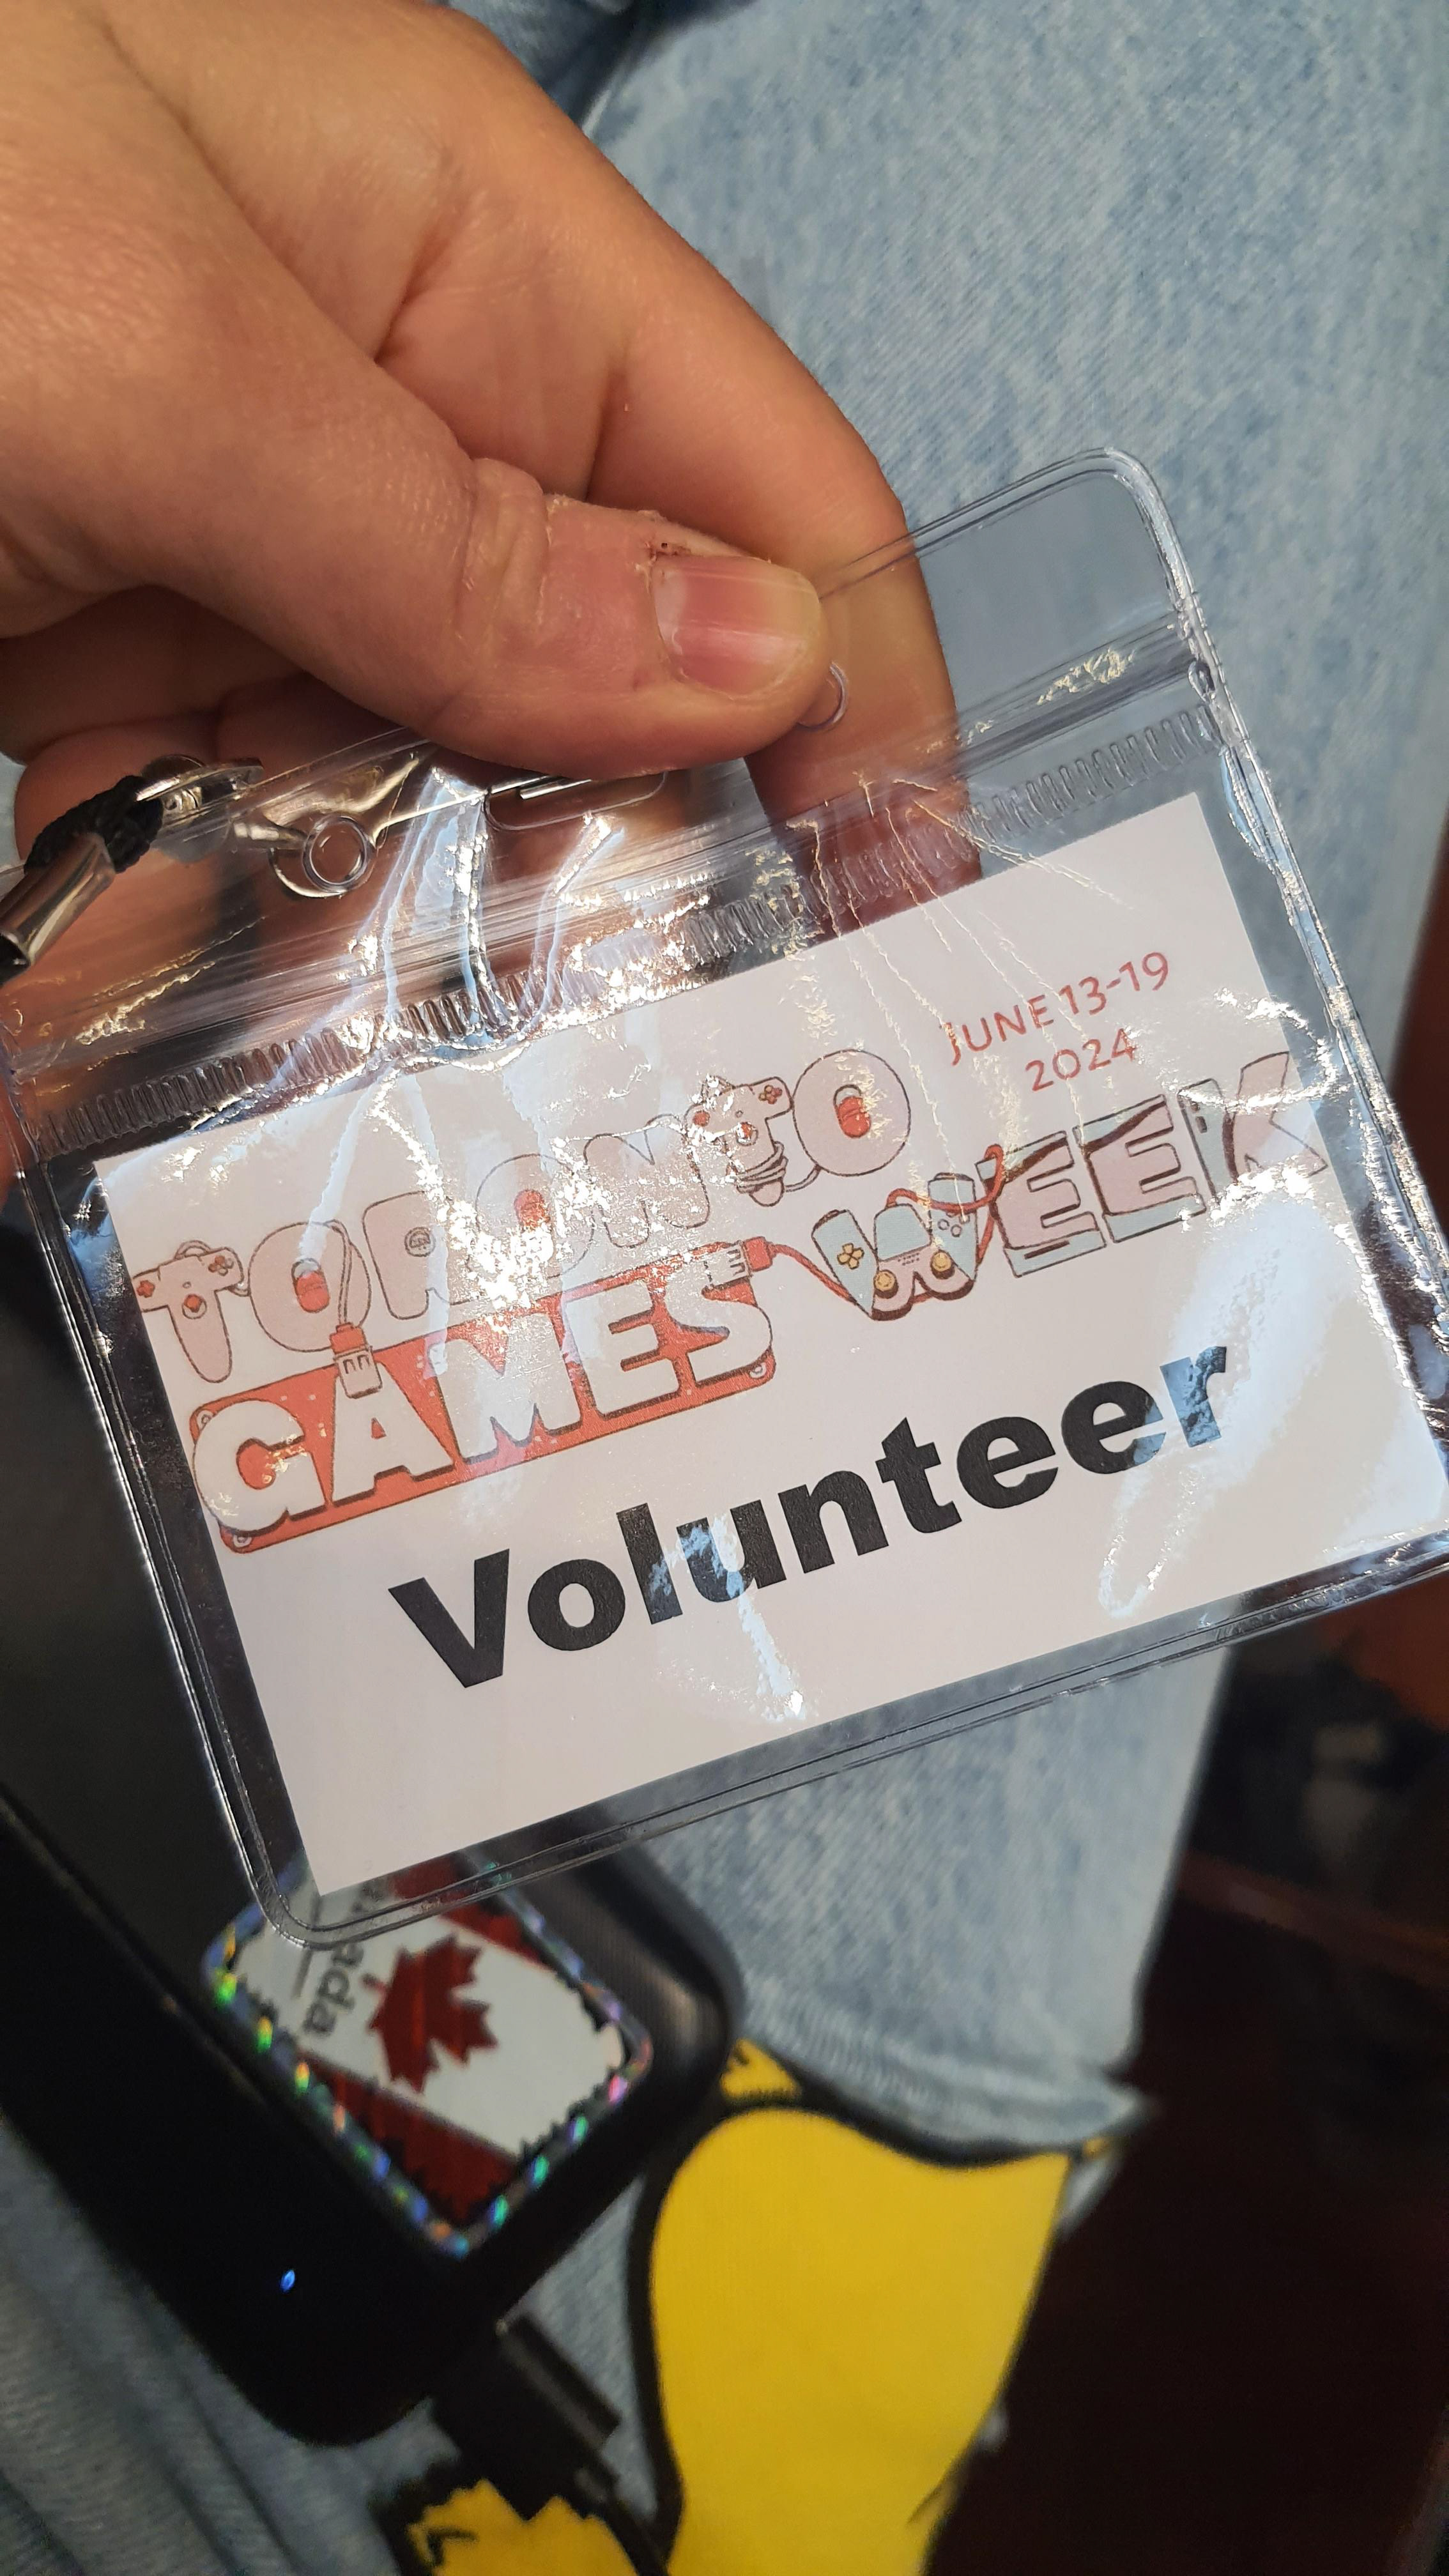 JUNE 13-19
2024
TORONTO
GAMES WEEK
Volunteer